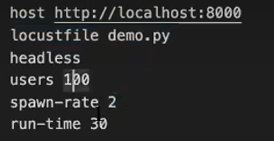 host http://localhost:8000
locustfile demo.py
headless
users 100
spawn-rate 2
run-time 30